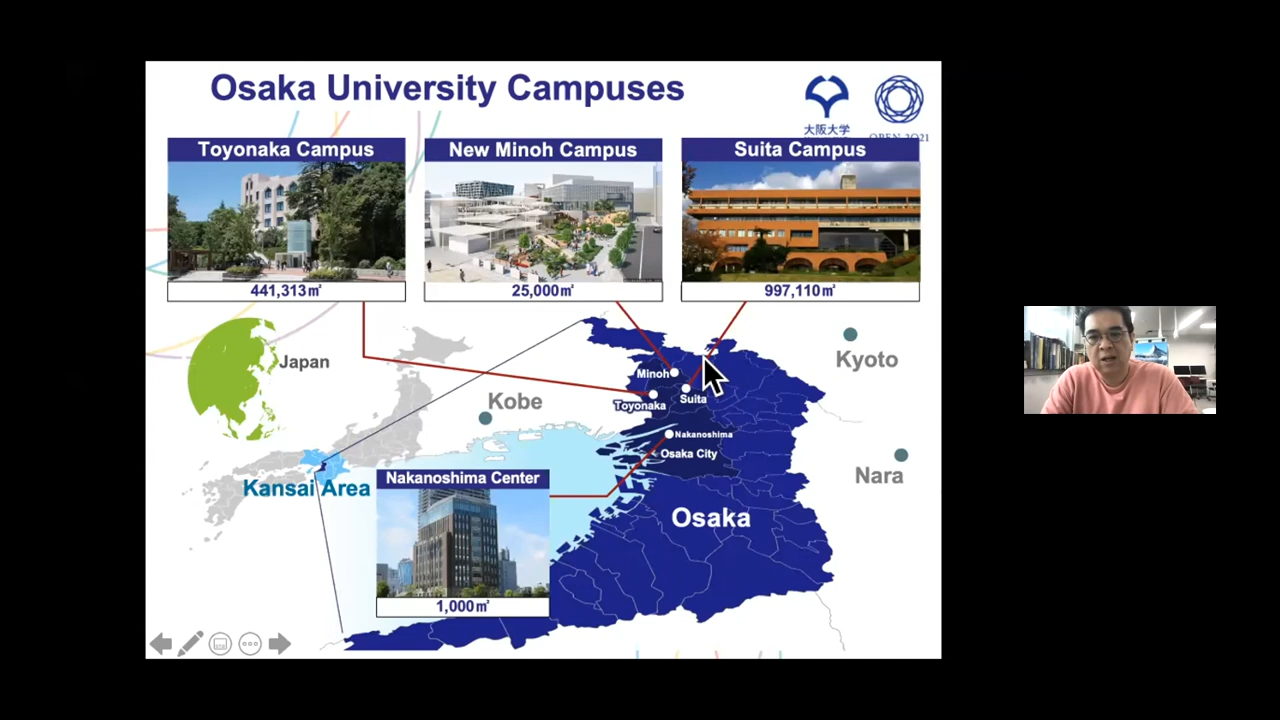 Osaka University Campuses
大阪大学
OPEN 2021
Toyonaka Campus
New Minoh Campus
Suita Campus
441,313㎡
25,000㎡
997,110㎡
Japan
Kyoto
Minoh
Kobe
Suita
Toyonaka
Nakanoshima
Osaka City
Nara
Kansai Area
Nakanoshima Center
Osaka
1,000㎡